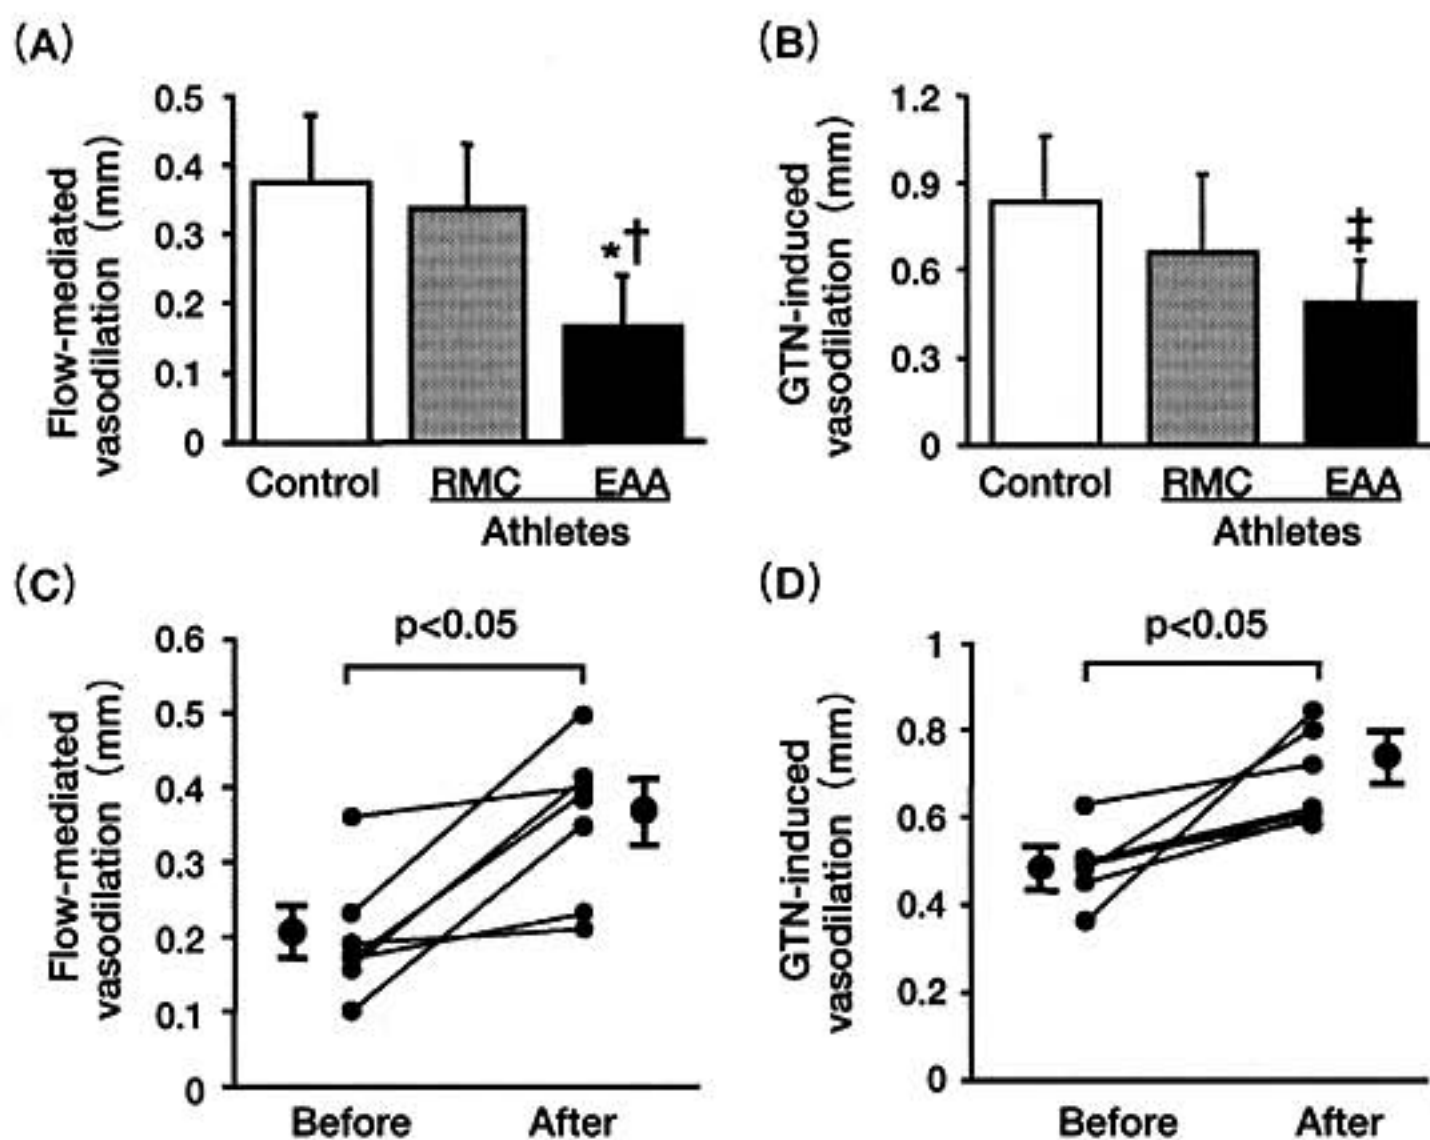 (A)
Flow-mediated
vasodilation (mm)
0.5
0.4
0.3
0.2
0.1
0
*†
Control RMC EAA
Athletes
(B)
GTN-induced
vasodilation (mm)
1.2
0.9
0.6
0.3
0
‡
Control RMC EAA
Athletes
(C)
Flow-mediated
vasodilation (mm)
0.6
0.5
0.4
0.3
0.2
0.1
0
p<0.05
Before After
(D)
GTN-induced
vasodilation (mm)
1
0.8
0.6
0.4
0.2
0
p<0.05
Before After